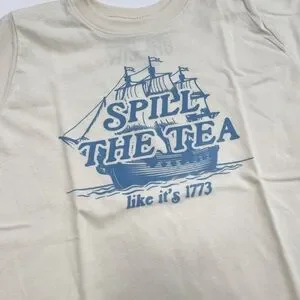 SPILL
THE TEA
like it's 1773